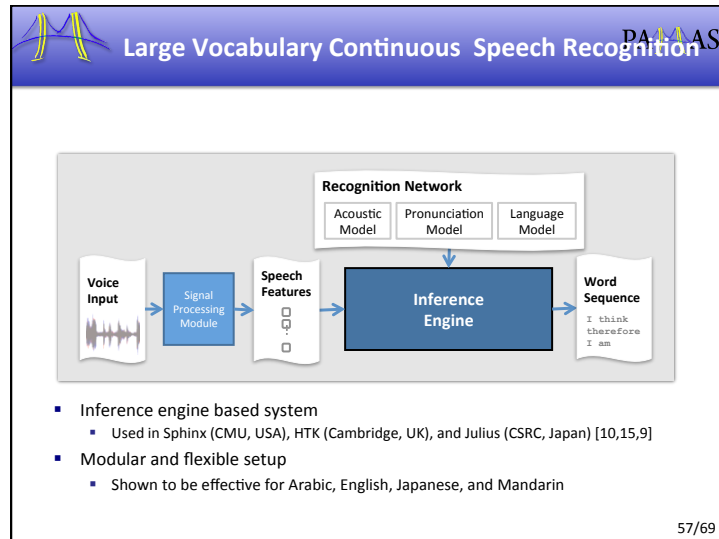 Large Vocabulary Continuous Speech Recognition
PAMAS
Recognition Network
Acoustic Model
Pronunciation Model
Language Model
Voice Input
Signal Processing Module
Speech Features
Inference Engine
Word Sequence
I think
therefore
I am
Inference engine based system
Used in Sphinx (CMU, USA), HTK (Cambridge, UK), and Julius (CSRC, Japan) [10,15,9]
Modular and flexible setup
Shown to be effective for Arabic, English, Japanese, and Mandarin
57/69